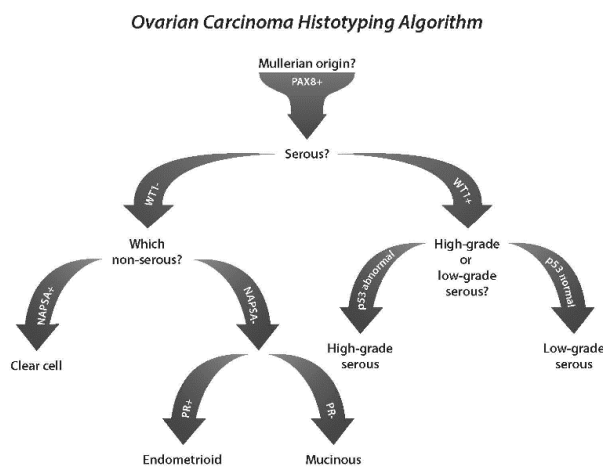 Ovarian Carcinoma Histotyping Algorithm
Mullerian origin?
PAX8+
Serous?
WT1-
WT1+
Which
non-serous?
High-grade
or
low-grade
serous?
NAPSA+
NAPSA-
p53 abnormal
p53 normal
Clear cell
High-grade
serous
Low-grade
serous
PR+
PR-
Endometrioid
Mucinous